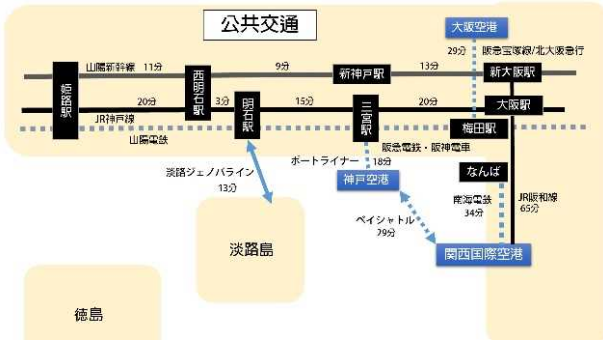 公共交通
大阪空港
29分
阪急宝塚線/北大阪急行
山陽新幹線 11分
9分
13分
姫路駅
西明石駅
新神戸駅
新大阪駅
20分
3分
明石駅
15分
三宮駅
20分
大阪駅
JR神戸線
山陽電鉄
梅田駅
阪急電鉄・阪神電車
ポートライナー
18分
淡路ジェノバライン
13分
神戸空港
なんば
南海電鉄
34分
JR阪和線
65分
ベイシャトル
29分
淡路島
関西国際空港
徳島